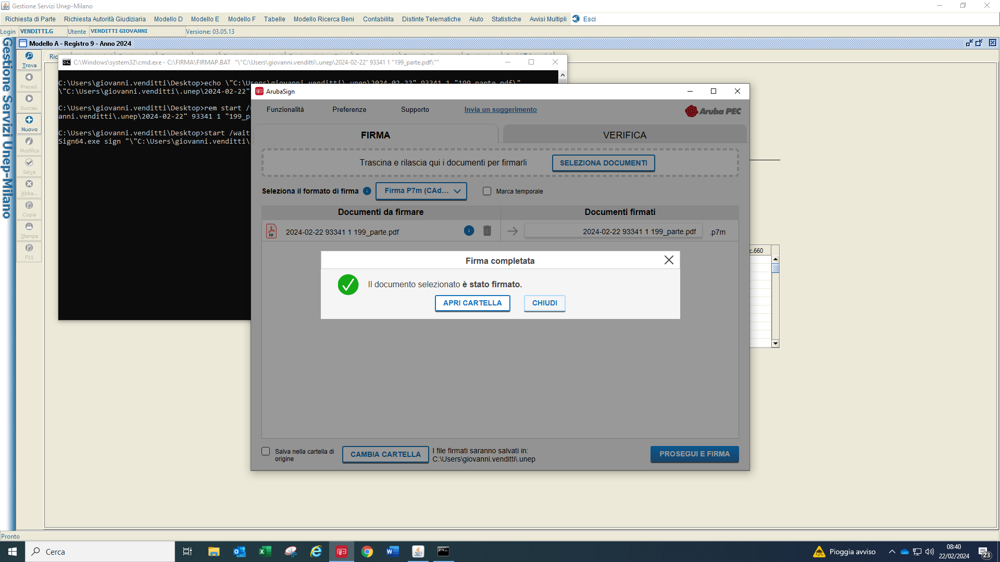 Gestione Servizi Unep-Milano
Richiesta di Parte Richiesta Autorità Giudiziaria Modello D Modello E Modello F Tabelle Modello Ricerca Beni Contabilita Distinte Telematiche Aiuto Statistiche Avvisi Multipli Esci
Login VENDITTI.G Utente VENDITTI GIOVANNI Versione: 03.05.13
Gestione Servizi Unep-Milano
Modello A - Registro 9 - Anno 2024
Trova
Preced.
Succes.
Nuovo
Modifica
Salva
Abba...
Copia
Stampa
F11
Ric
C:\Windows\system32\cmd.exe - C:\FIRMA\FIRMAP.BAT "\"C:\Users\giovanni.venditti\.unep\2024-02-22" 93341 1 "199_parte.pdf\""
C:\Users\giovanni.venditti\Desktop>echo \"C:\Users\giovanni.venditti\.unep\2024-02-22" 93341 1 "199_parte.pdf\"
\"C:\Users\giovanni.venditti\.unep\2024-02-22"
C:\Users\giovanni.venditti\Desktop>rem start /
anni.venditti\.unep\2024-02-22" 93341 1 "199_p
C:\Users\giovanni.venditti\Desktop>start /wait
Sign64.exe sign "\"C:\Users\giovanni.venditti\
ArubaSign
Funzionalità Preferenze Supporto Invia un suggerimento Aruba PEC
FIRMA VERIFICA
Trascina e rilascia qui i documenti per firmarli SELEZIONA DOCUMENTI
Seleziona il formato di firma Firma P7m (CAd... Marca temporale
Documenti da firmare Documenti firmati
PDF 2024-02-22 93341 1 199_parte.pdf 2024-02-22 93341 1 199_parte.pdf .p7m
c.660
Firma completata
Il documento selezionato è stato firmato.
APRI CARTELLA CHIUDI
Salva nella cartella di origine
CAMBIA CARTELLA
I file firmati saranno salvati in:
C:\Users\giovanni.venditti\.unep
PROSEGUI E FIRMA
Pronto
Cerca
Pioggia avviso
08:40
22/02/2024
23